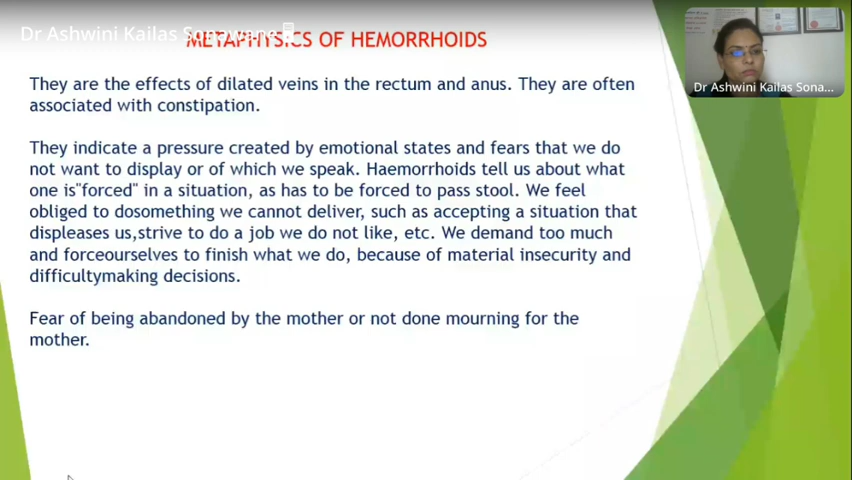 Dr Ashwini Kailas Sonawane
METAPHYSICS OF HEMORRHOIDS
Dr Ashwini Kailas Sona...
They are the effects of dilated veins in the rectum and anus. They are often
associated with constipation.
They indicate a pressure created by emotional states and fears that we do
not want to display or of which we speak. Haemorrhoids tell us about what
one is"forced" in a situation, as has to be forced to pass stool. We feel
obliged to dosomething we cannot deliver, such as accepting a situation that
displeases us,strive to do a job we do not like, etc. We demand too much
and forceourselves to finish what we do, because of material insecurity and
difficultymaking decisions.
Fear of being abandoned by the mother or not done mourning for the
mother.